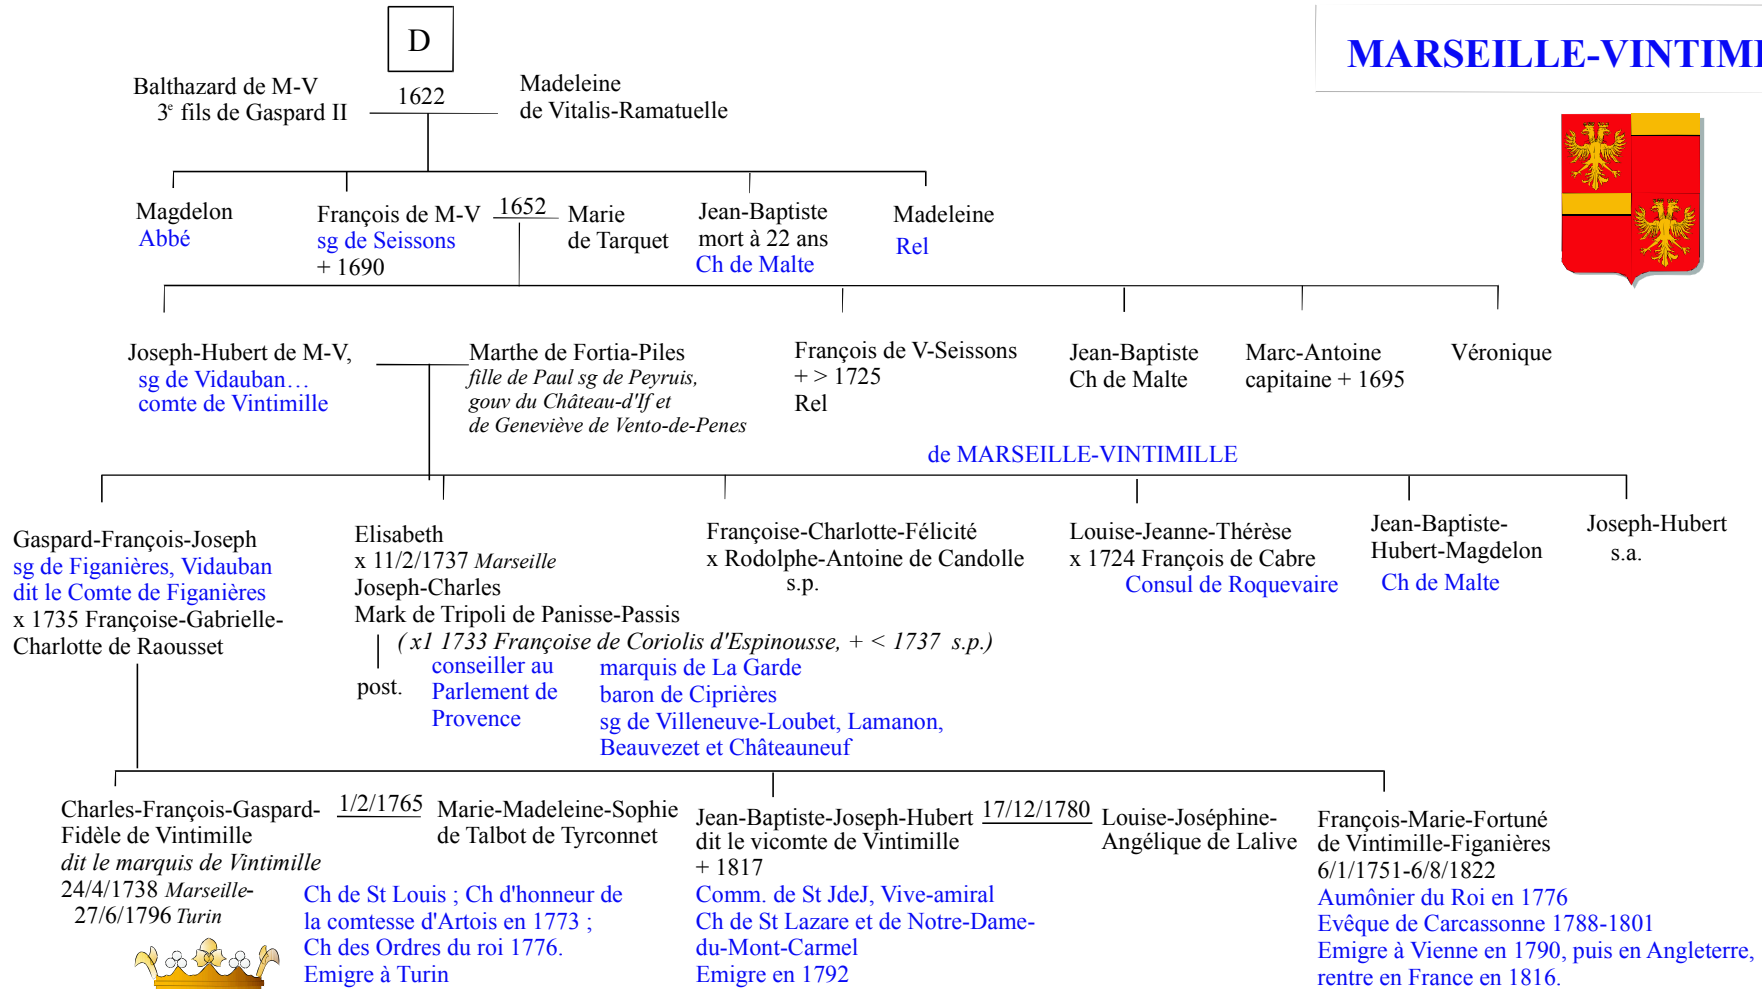 D
MARSEILLE-VINTIMI
Balthazard de M-V
3e fils de Gaspard II
1622
Madeleine
de Vitalis-Ramatuelle
Magdelon
Abbé
François de M-V
sg de Seissons
+ 1690
1652
Marie
de Tarquet
Jean-Baptiste
mort à 22 ans
Ch de Malte
Madeleine
Rel
Joseph-Hubert de M-V,
sg de Vidauban…
comte de Vintimille
Marthe de Fortia-Piles
fille de Paul sg de Peyruis,
gouv du Château-d'If et
de Geneviève de Vento-de-Penes
François de V-Seissons
+ > 1725
Rel
Jean-Baptiste
Ch de Malte
Marc-Antoine
capitaine + 1695
Véronique
de MARSEILLE-VINTIMILLE
Gaspard-François-Joseph
sg de Figanières, Vidauban
dit le Comte de Figanières
x 1735 Françoise-Gabrielle-
Charlotte de Raousset
Elisabeth
x 11/2/1737 Marseille
Joseph-Charles
Mark de Tripoli de Panisse-Passis
( x1 1733 Françoise de Coriolis d'Espinousse, + < 1737 s.p.)
post.
conseiller au
Parlement de
Provence
marquis de La Garde
baron de Ciprières
sg de Villeneuve-Loubet, Lamanon,
Beauvezet et Châteauneuf
Françoise-Charlotte-Félicité
x Rodolphe-Antoine de Candolle
s.p.
Louise-Jeanne-Thérèse
x 1724 François de Cabre
Consul de Roquevaire
Jean-Baptiste-
Hubert-Magdelon
Ch de Malte
Joseph-Hubert
s.a.
Charles-François-Gaspard-
Fidèle de Vintimille
dit le marquis de Vintimille
24/4/1738 Marseille-
27/6/1796 Turin
1/2/1765
Marie-Madeleine-Sophie
de Talbot de Tyrconnet
Ch de St Louis ; Ch d'honneur de
la comtesse d'Artois en 1773 ;
Ch des Ordres du roi 1776.
Emigre à Turin
Jean-Baptiste-Joseph-Hubert
dit le vicomte de Vintimille
+ 1817
Comm. de St JdeJ, Vive-amiral
Ch de St Lazare et de Notre-Dame-
du-Mont-Carmel
Emigre en 1792
17/12/1780
Louise-Joséphine-
Angélique de Lalive
François-Marie-Fortuné
de Vintimille-Figanières
6/1/1751-6/8/1822
Aumônier du Roi en 1776
Evêque de Carcassonne 1788-1801
Emigre à Vienne en 1790, puis en Angleterre,
rentre en France en 1816.